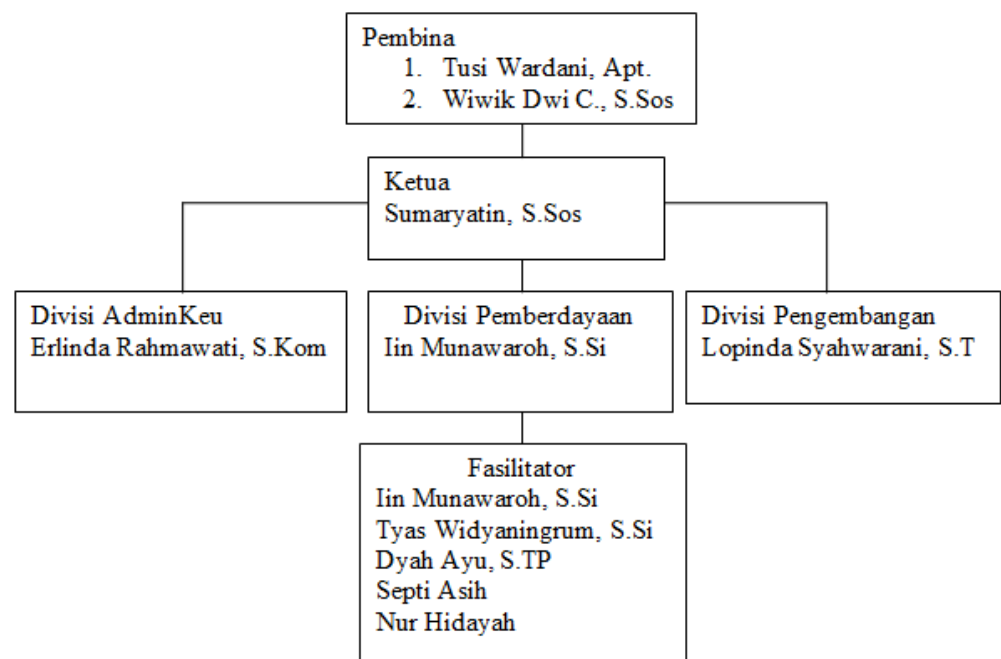 Pembina
1. Tusi Wardani, Apt.
2. Wiwik Dwi C., S.Sos
Ketua
Sumaryatin, S.Sos
Divisi AdminKeu
Erlinda Rahmawati, S.Kom
Divisi Pemberdayaan
Iin Munawaroh, S.Si
Divisi Pengembangan
Lopinda Syahwarani, S.T
Fasilitator
Iin Munawaroh, S.Si
Tyas Widyaningrum, S.Si
Dyah Ayu, S.TP
Septi Asih
Nur Hidayah